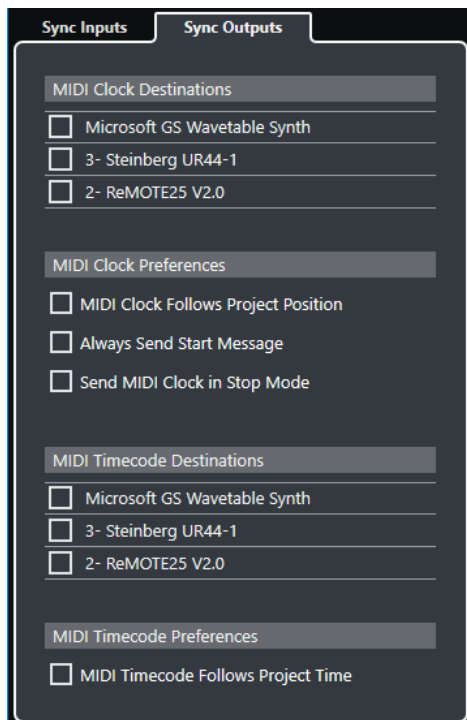 Sync Inputs
Sync Outputs
MIDI Clock Destinations
Microsoft GS Wavetable Synth
3- Steinberg UR44-1
2- ReMOTE25 V2.0
MIDI Clock Preferences
MIDI Clock Follows Project Position
Always Send Start Message
Send MIDI Clock in Stop Mode
MIDI Timecode Destinations
Microsoft GS Wavetable Synth
3- Steinberg UR44-1
2- ReMOTE25 V2.0
MIDI Timecode Preferences
MIDI Timecode Follows Project Time